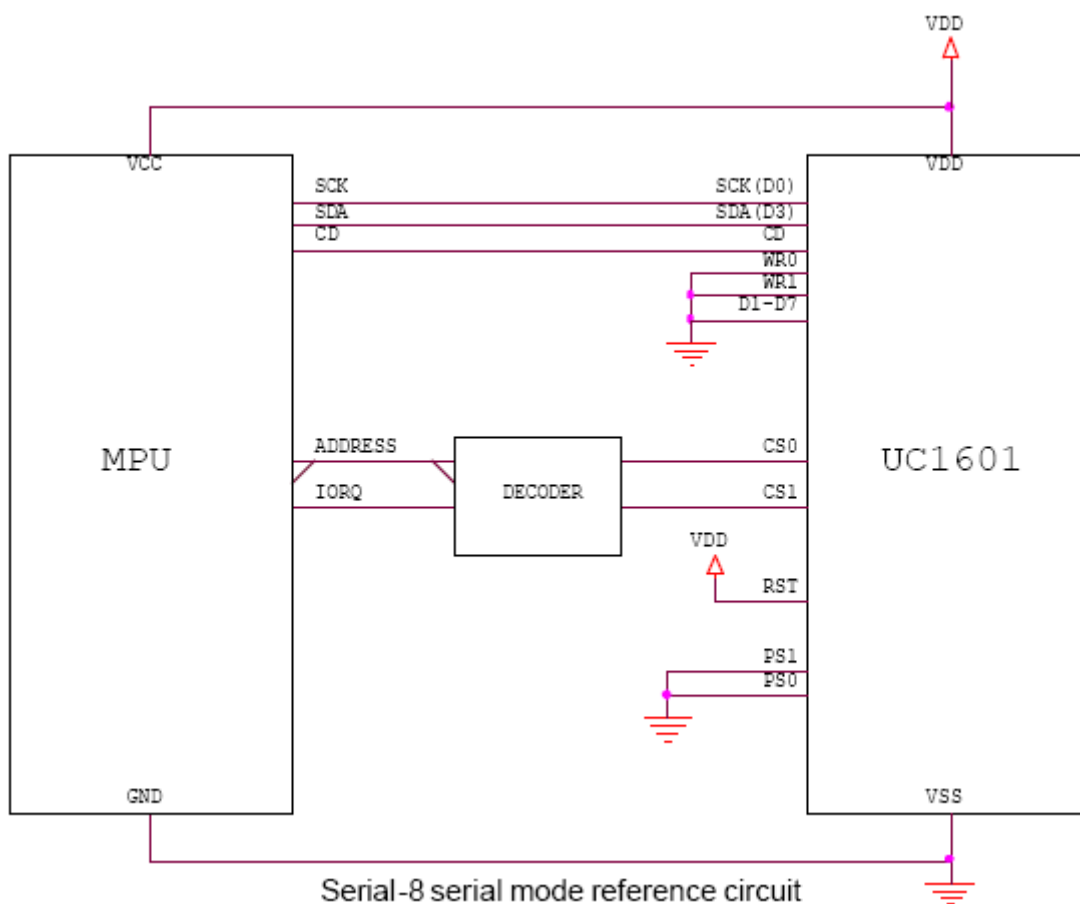 VDD
VCC
VDD
SCK
SCK(D0)
SDA
SDA(D3)
CD
CD
WR0
WR1
D1-D7
MPU
ADDRESS
CS0
UC1601
IORQ
DECODER
CS1
VDD
RST
PS1
PS0
GND
VSS
Serial-8 serial mode reference circuit